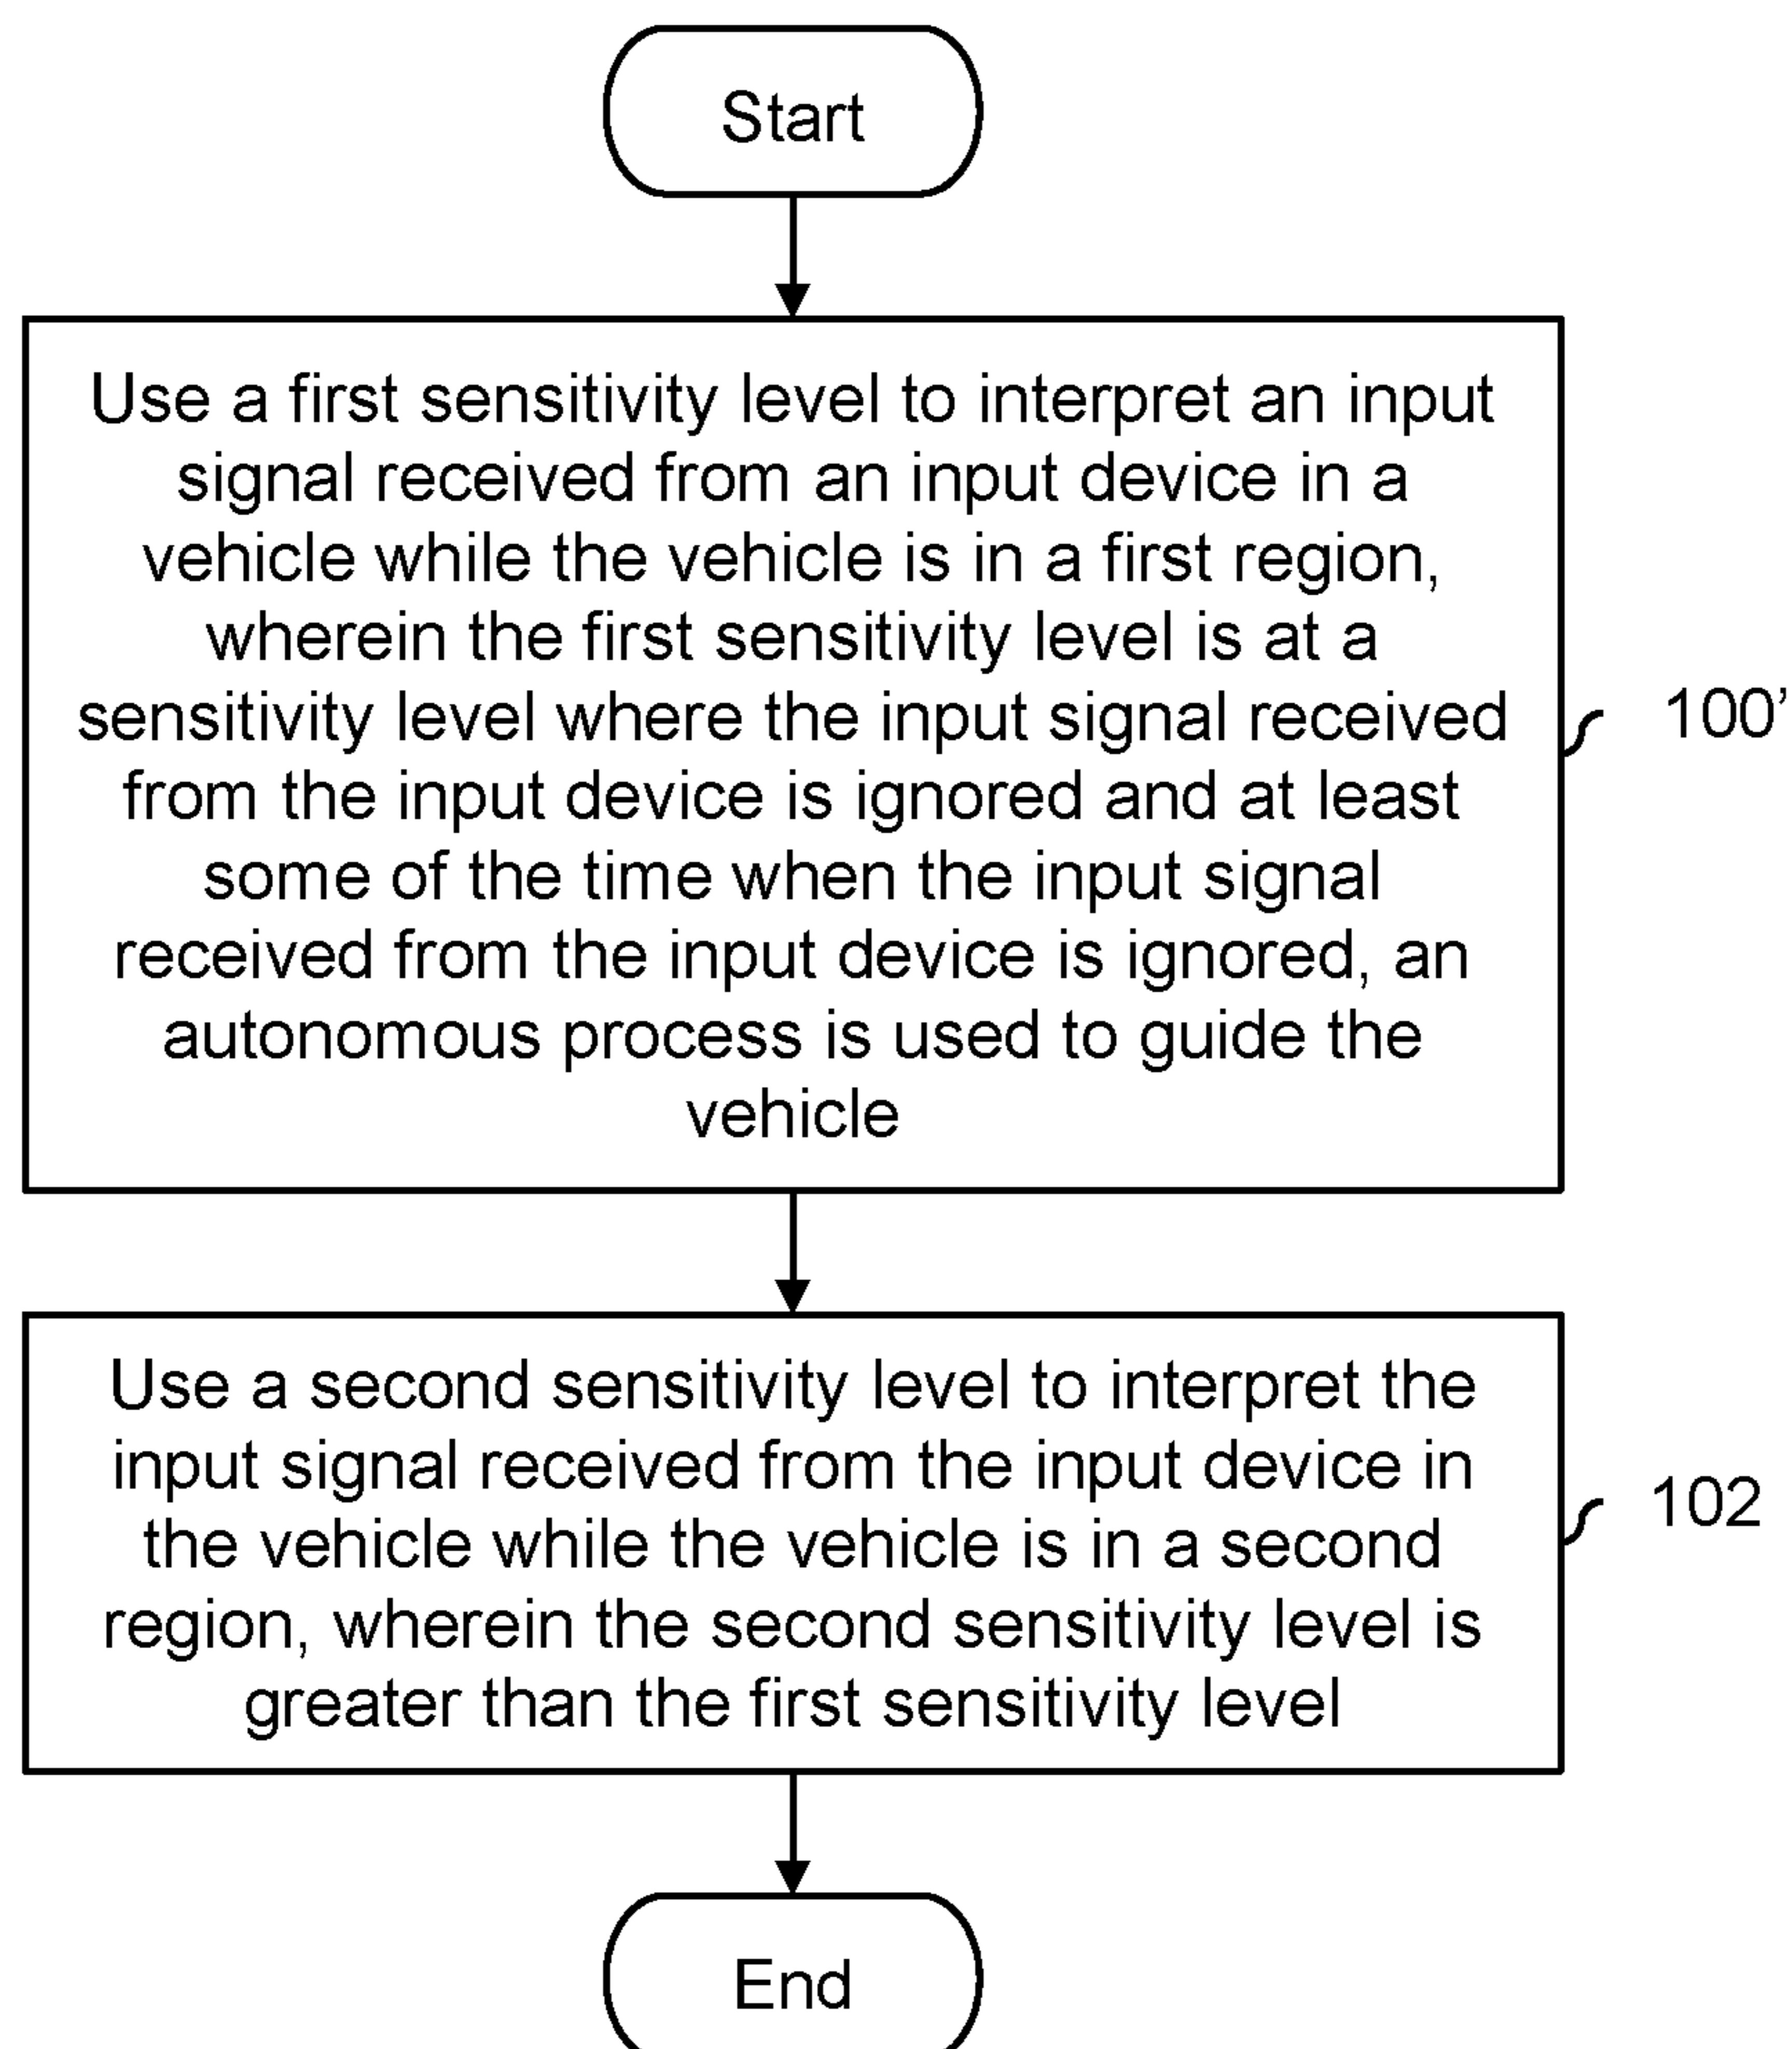 Start
Use a first sensitivity level to interpret an input
signal received from an input device in a
vehicle while the vehicle is in a first region,
wherein the first sensitivity level is at a
sensitivity level where the input signal received
from the input device is ignored and at least
some of the time when the input signal
received from the input device is ignored, an
autonomous process is used to guide the
vehicle
100’
Use a second sensitivity level to interpret the
input signal received from the input device in
the vehicle while the vehicle is in a second
region, wherein the second sensitivity level is
greater than the first sensitivity level
102
End